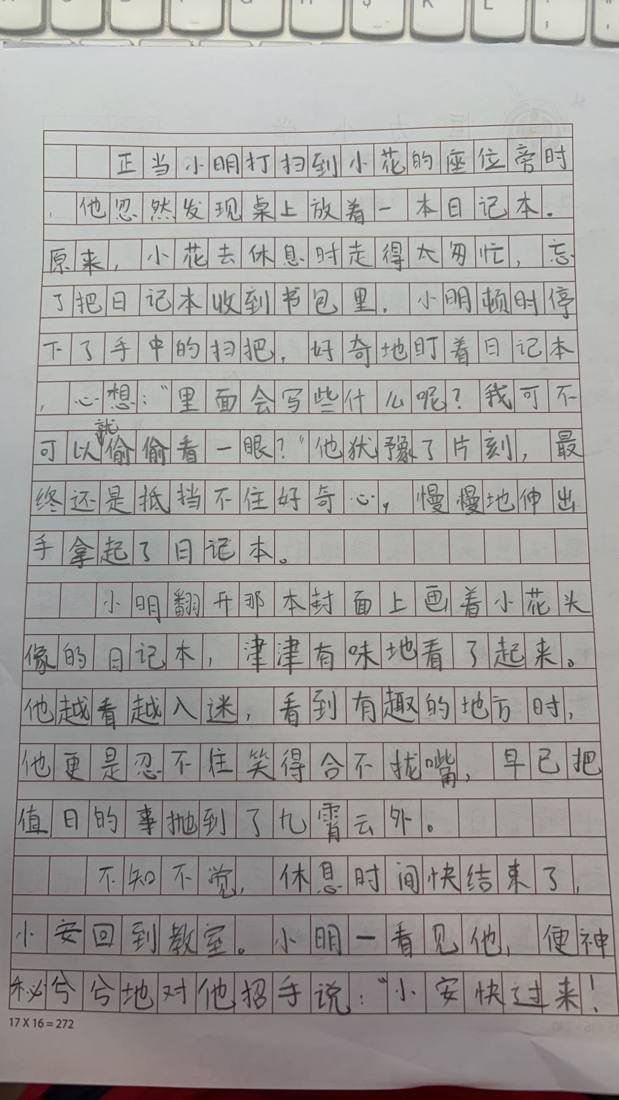 正当小明打扫到小花的座位旁时
，他忽然发现桌上放着一本日记本。
原来，小花去休息时走得太匆忙，忘
了把日记本收到书包里。小明顿时停
下了手中的扫把，好奇地盯着日记本
，心想：“里面会写些什么呢？我可不
可以就偷偷看一眼？”他犹豫了片刻，最
终还是抵挡不住好奇心，慢慢地伸出
手拿起了日记本。
小明翻开那本封面上画着小花头
像的日记本，津津有味地看了起来。
他越看越入迷，看到有趣的地方时，
他更是忍不住笑得合不拢嘴，早已把
值日的事抛到了九霄云外。
不知不觉，休息时间快结束了，
小安回到教室。小明一看见他，便神
秘兮兮地对他招手说：“小安快过来！
17 X 16 = 272